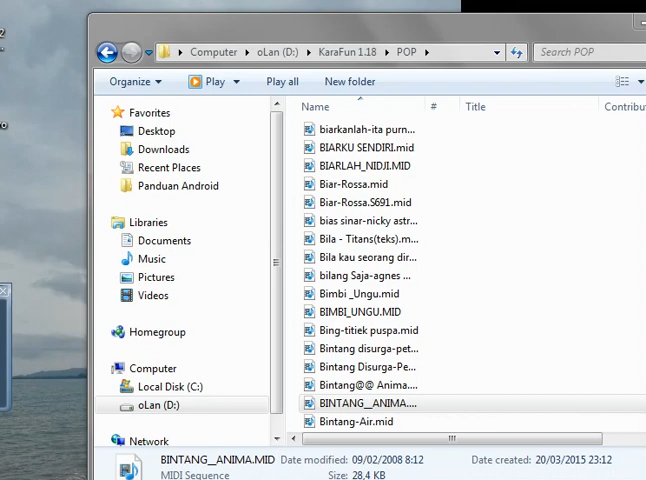 Computer ▸ oLan (D:) ▸ KaraFun 1.18 ▸ POP ▸
Search POP
Organize Play Play all New folder
Name # Title Contribu
Favorites
Desktop
Downloads
Recent Places
Panduan Android
Libraries
Documents
Music
Pictures
Videos
Homegroup
Computer
Local Disk (C:)
oLan (D:)
Network
biarkanlah-ita purn...
BIARKU SENDIRI.mid
BIARLAH_NIDJI.MID
Biar-Rossa.mid
Biar-Rossa.S691.mid
bias sinar-nicky astr...
Bila - Titans(teks).m...
Bila kau seorang dir...
bilang Saja-agnes ...
Bimbi _Ungu.mid
BIMBI_UNGU.MID
Bing-titiek puspa.mid
Bintang disurga-pet...
Bintang Disurga-Pe...
Bintang@@ Anima....
BINTANG__ANIMA....
Bintang-Air.mid
BINTANG__ANIMA.MID Date modified: 09/02/2008 8:12 Date created: 20/03/2015 23:12
MIDI Sequence Size: 28,4 KB